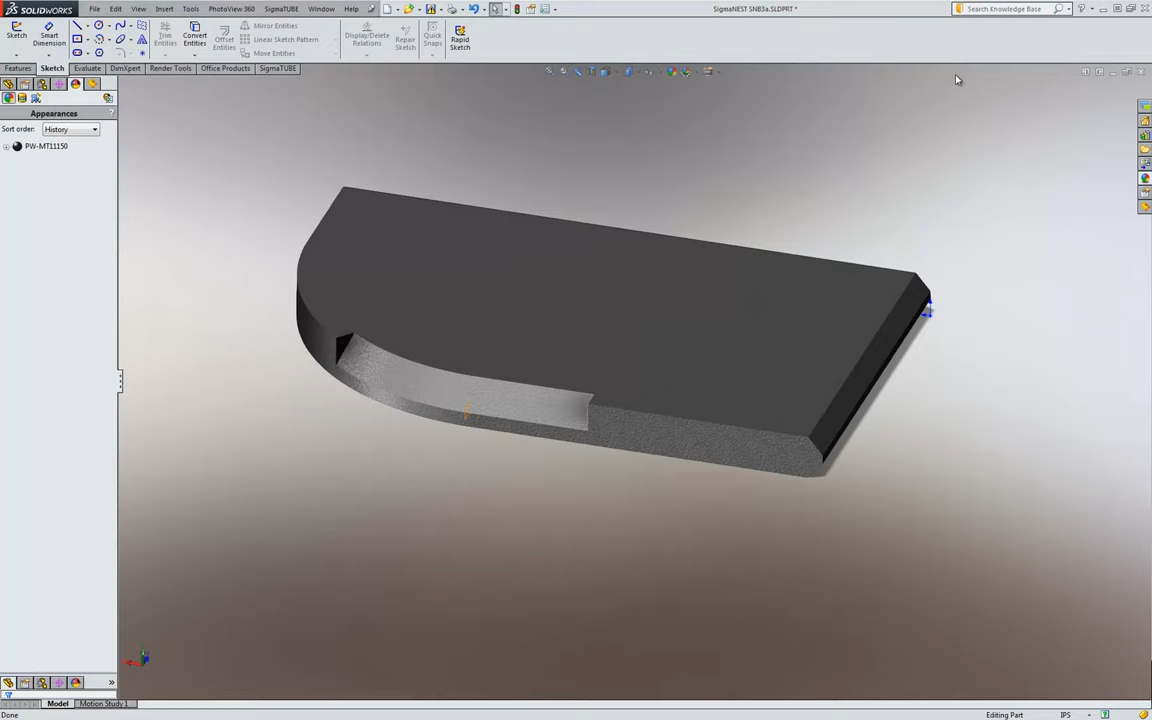 SOLIDWORKS File Edit View Insert Tools PhotoView 360 SigmaTUBE Window Help SigmaNEST SNB3a.SLDPRT * Search Knowledge Base
Sketch Smart Dimension Trim Entities Convert Entities Offset Entities Mirror Entities Linear Sketch Pattern Move Entities Display/Delete Relations Repair Sketch Quick Snaps Rapid Sketch
Features Sketch Evaluate DimXpert Render Tools Office Products SigmaTUBE
Appearances ?
Sort order: History
PW-MT11150
Model Motion Study 1
Done Editing Part IPS